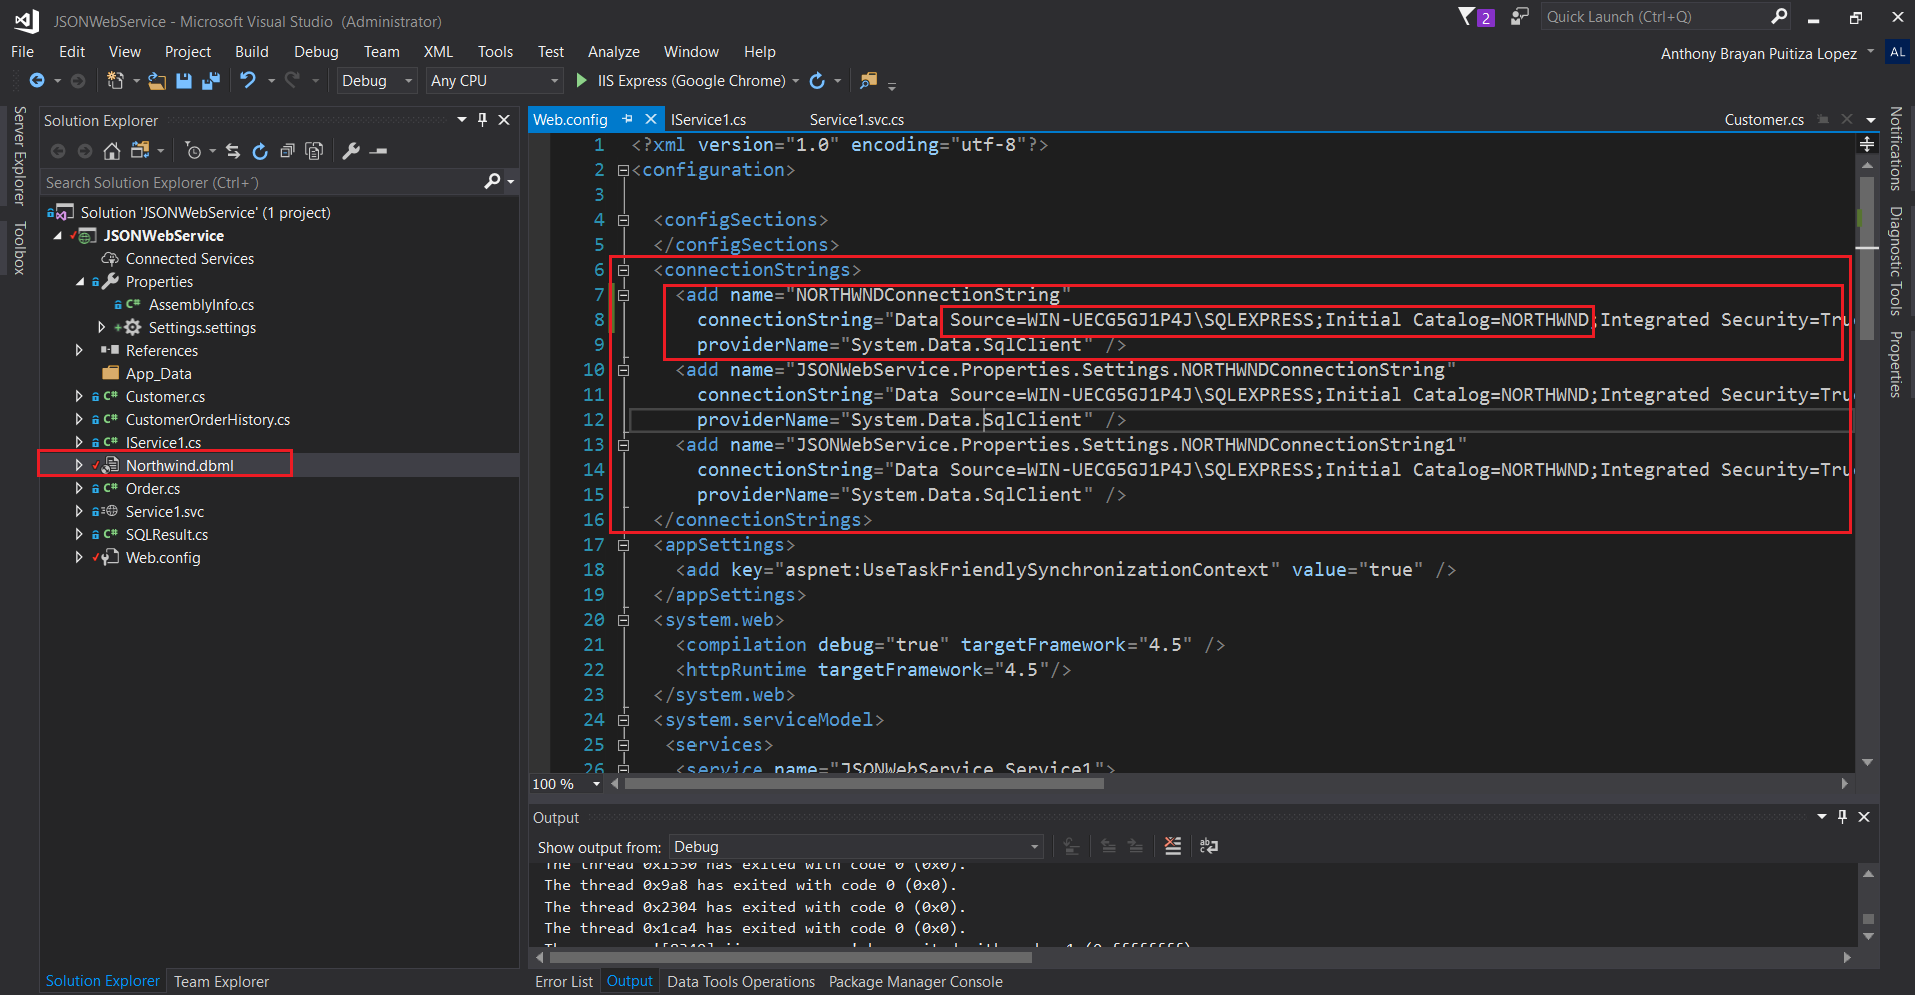 JSONWebService - Microsoft Visual Studio (Administrator)
2
Quick Launch (Ctrl+Q)
File Edit View Project Build Debug Team XML Tools Test Analyze Window Help
Anthony Brayan Puitiza Lopez
AL
Debug Any CPU IIS Express (Google Chrome)
Server Explorer
Toolbox
Solution Explorer
Search Solution Explorer (Ctrl+´)
Solution 'JSONWebService' (1 project)
JSONWebService
Connected Services
Properties
C# AssemblyInfo.cs
Settings.settings
References
App_Data
C# Customer.cs
C# CustomerOrderHistory.cs
C# IService1.cs
Northwind.dbml
C# Order.cs
Service1.svc
C# SQLResult.cs
Web.config
Solution Explorer Team Explorer
Web.config IService1.cs Service1.svc.cs Customer.cs
1 <?xml version="1.0" encoding="utf-8"?>
2 <configuration>
3
4 <configSections>
5 </configSections>
6 <connectionStrings>
7 <add name="NORTHWNDConnectionString"
8 connectionString="Data Source=WIN-UECG5GJ1P4J\SQLEXPRESS;Initial Catalog=NORTHWND;Integrated Security=Tru
9 providerName="System.Data.SqlClient" />
10 <add name="JSONWebService.Properties.Settings.NORTHWNDConnectionString"
11 connectionString="Data Source=WIN-UECG5GJ1P4J\SQLEXPRESS;Initial Catalog=NORTHWND;Integrated Security=Tru
12 providerName="System.Data.SqlClient" />
13 <add name="JSONWebService.Properties.Settings.NORTHWNDConnectionString1"
14 connectionString="Data Source=WIN-UECG5GJ1P4J\SQLEXPRESS;Initial Catalog=NORTHWND;Integrated Security=Tru
15 providerName="System.Data.SqlClient" />
16 </connectionStrings>
17 <appSettings>
18 <add key="aspnet:UseTaskFriendlySynchronizationContext" value="true" />
19 </appSettings>
20 <system.web>
21 <compilation debug="true" targetFramework="4.5" />
22 <httpRuntime targetFramework="4.5"/>
23 </system.web>
24 <system.serviceModel>
25 <services>
26 <service name="JSONWebService.Service1">
100 %
Output
Show output from: Debug
The thread 0x1550 has exited with code 0 (0x0).
The thread 0x9a8 has exited with code 0 (0x0).
The thread 0x2304 has exited with code 0 (0x0).
The thread 0x1ca4 has exited with code 0 (0x0).
Error List Output Data Tools Operations Package Manager Console
Notifications
Diagnostic Tools
Properties